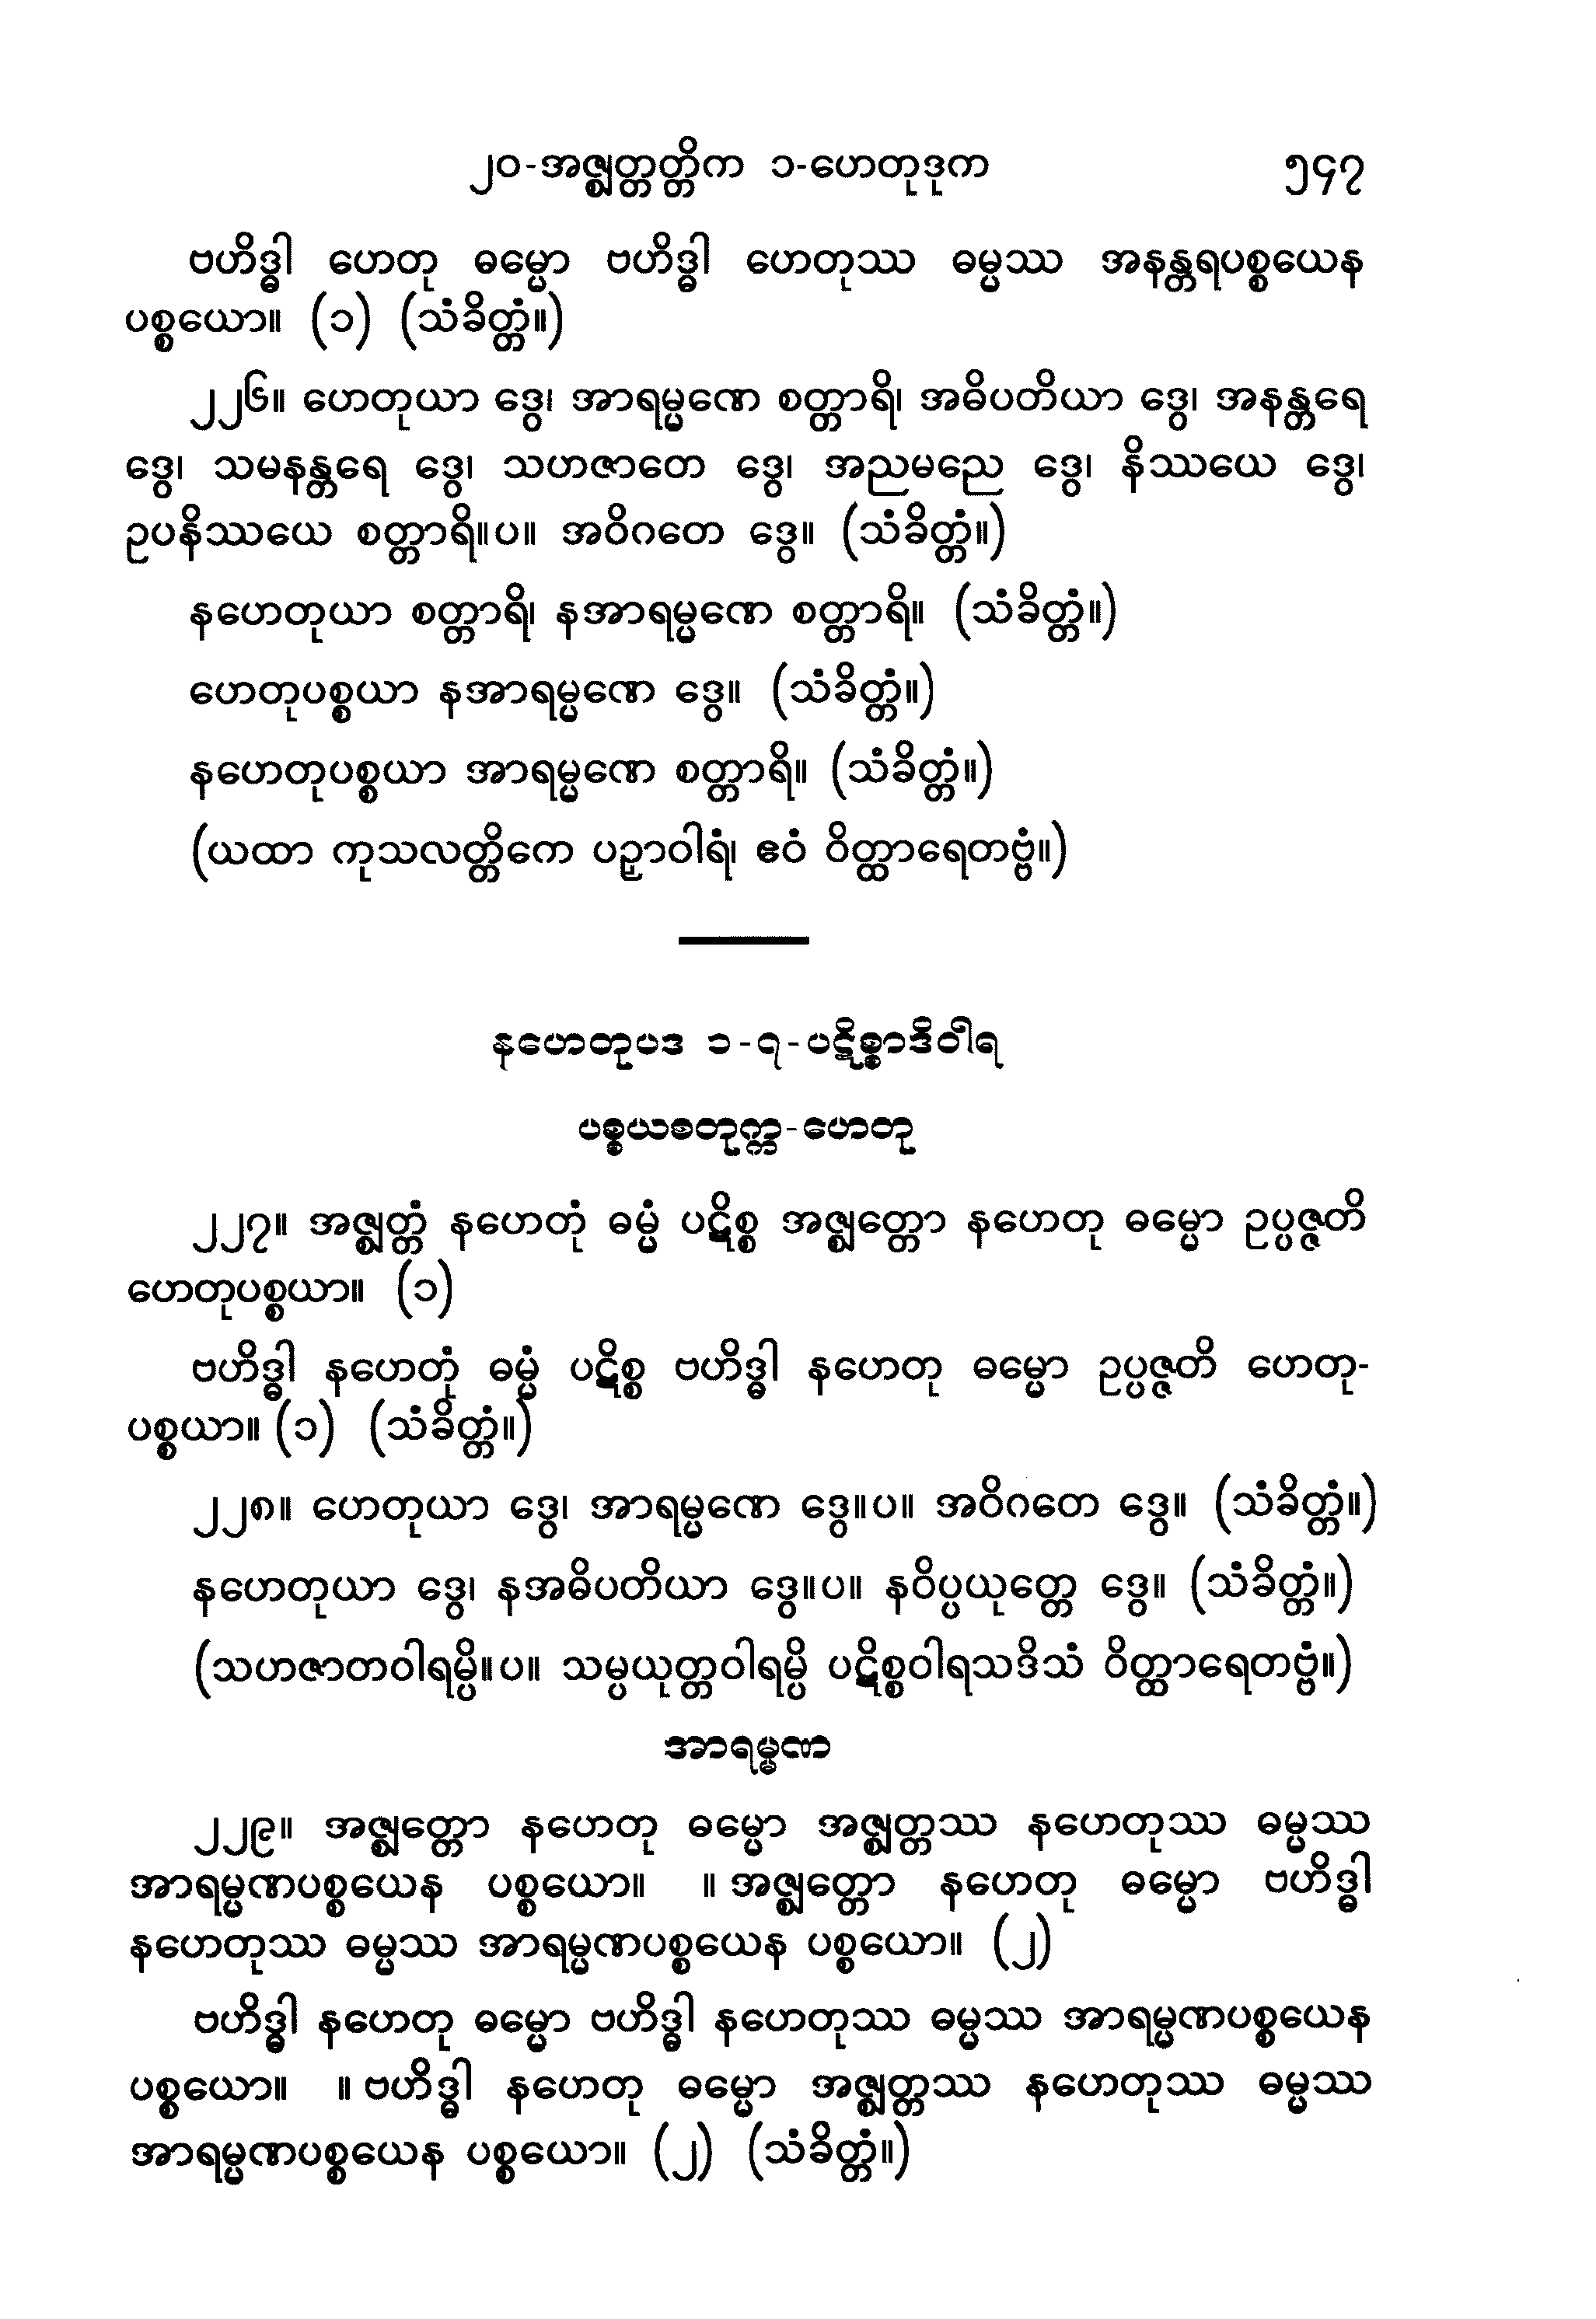 ၂၀-အဇ္ဈတ္တတ္တိက ၁-ဟေတုဒုက ၅၄၇
ဗဟိဒ္ဓါ ဟေတု ဓမ္မော ဗဟိဒ္ဓါ ဟေတုဿ ဓမ္မဿ အနန္တရပစ္စယေန
ပစ္စယော။ (၁) (သံခိတ္တံ။)
၂၂၆။ ဟေတုယာ ဒွေ၊ အာရမ္မဏေ စတ္တာရိ၊ အဓိပတိယာ ဒွေ၊ အနန္တရေ
ဒွေ၊ သမနန္တရေ ဒွေ၊ သဟဇာတေ ဒွေ၊ အညမညေ ဒွေ၊ နိဿယေ ဒွေ၊
ဥပနိဿယေ စတ္တာရိ။ပ။ အဝိဂတေ ဒွေ။ (သံခိတ္တံ။)
နဟေတုယာ စတ္တာရိ၊ နအာရမ္မဏေ စတ္တာရိ။ (သံခိတ္တံ။)
ဟေတုပစ္စယာ နအာရမ္မဏေ ဒွေ။ (သံခိတ္တံ။)
နဟေတုပစ္စယာ အာရမ္မဏေ စတ္တာရိ။ (သံခိတ္တံ။)
(ယထာ ကုသလတ္တိကေ ပဉှာဝါရံ၊ ဧဝံ ဝိတ္ထာရေတဗ္ဗံ။)
နဟေတုပဒ ၁-၇-ပဋိစ္စာဒိဝါရ
ပစ္စယစတုက္က-ဟေတု
၂၂၇။ အဇ္ဈတ္တံ နဟေတုံ ဓမ္မံ ပဋိစ္စ အဇ္ဈတ္တော နဟေတု ဓမ္မော ဥပ္ပဇ္ဇတိ
ဟေတုပစ္စယာ။ (၁)
ဗဟိဒ္ဓါ နဟေတုံ ဓမ္မံ ပဋိစ္စ ဗဟိဒ္ဓါ နဟေတု ဓမ္မော ဥပ္ပဇ္ဇတိ ဟေတု-
ပစ္စယာ။ (၁) (သံခိတ္တံ။)
၂၂၈။ ဟေတုယာ ဒွေ၊ အာရမ္မဏေ ဒွေ။ပ။ အဝိဂတေ ဒွေ။ (သံခိတ္တံ။)
နဟေတုယာ ဒွေ၊ နအဓိပတိယာ ဒွေ။ပ။ နဝိပ္ပယုတ္တေ ဒွေ။ (သံခိတ္တံ။)
(သဟဇာတဝါရမ္ပိ။ပ။ သမ္ပယုတ္တဝါရမ္ပိ ပဋိစ္စဝါရသဒိသံ ဝိတ္ထာရေတဗ္ဗံ။)
အာရမ္မဏ
၂၂၉။ အဇ္ဈတ္တော နဟေတု ဓမ္မော အဇ္ဈတ္တဿ နဟေတုဿ ဓမ္မဿ
အာရမ္မဏပစ္စယေန ပစ္စယော။ ။ အဇ္ဈတ္တော နဟေတု ဓမ္မော ဗဟိဒ္ဓါ
နဟေတုဿ ဓမ္မဿ အာရမ္မဏပစ္စယေန ပစ္စယော။ (၂)
ဗဟိဒ္ဓါ နဟေတု ဓမ္မော ဗဟိဒ္ဓါ နဟေတုဿ ဓမ္မဿ အာရမ္မဏပစ္စယေန
ပစ္စယော။ ။ ဗဟိဒ္ဓါ နဟေတု ဓမ္မော အဇ္ဈတ္တဿ နဟေတုဿ ဓမ္မဿ
အာရမ္မဏပစ္စယေန ပစ္စယော။ (၂) (သံခိတ္တံ။)